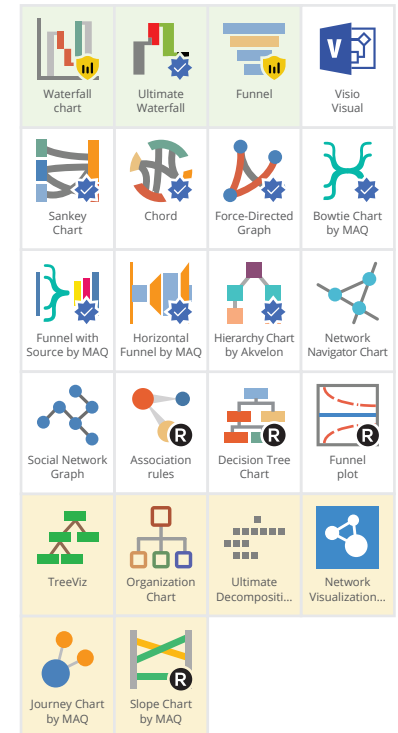 Waterfall
chart
Ultimate
Waterfall
Funnel
V
Visio
Visual
Sankey
Chart
Chord
Force-Directed
Graph
Bowtie Chart
by MAQ
Funnel with
Source by MAQ
Horizontal
Funnel by MAQ
Hierarchy Chart
by Akvelon
Network
Navigator Chart
Social Network
Graph
R
Association
rules
R
Decision Tree
Chart
R
Funnel
plot
TreeViz
Organization
Chart
Ultimate
Decompositi...
Network
Visualization...
Journey Chart
by MAQ
R
Slope Chart
by MAQ